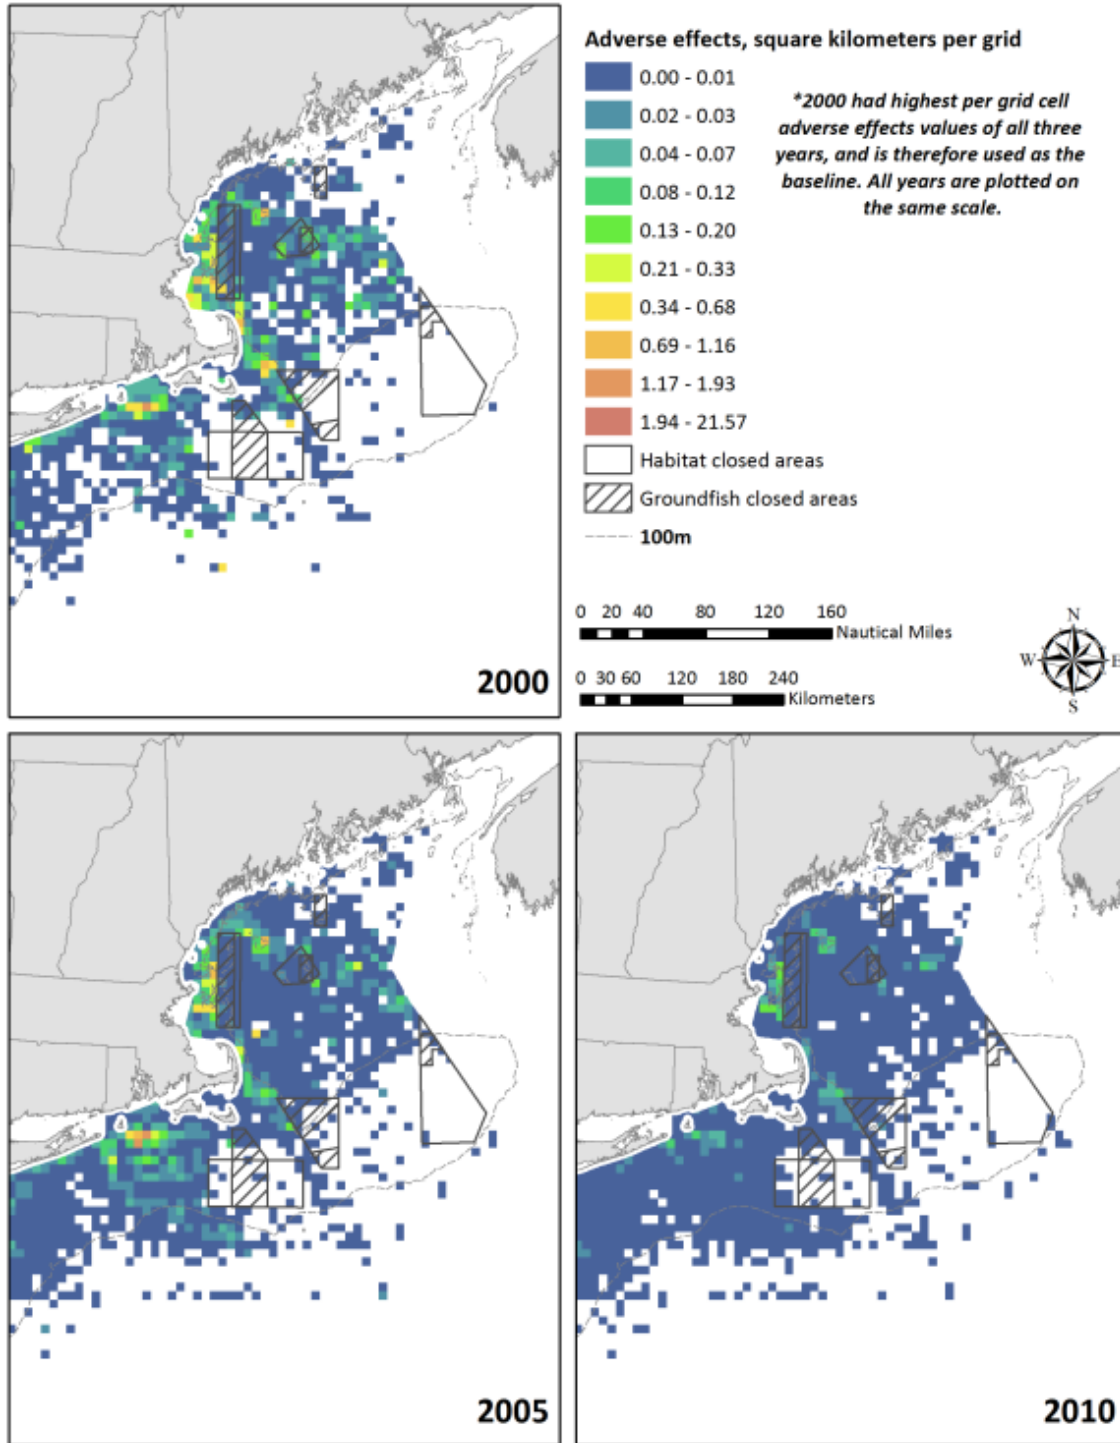 Adverse effects, square kilometers per grid
0.00 - 0.01
0.02 - 0.03
0.04 - 0.07
0.08 - 0.12
0.13 - 0.20
0.21 - 0.33
0.34 - 0.68
0.69 - 1.16
1.17 - 1.93
1.94 - 21.57
Habitat closed areas
Groundfish closed areas
100m
*2000 had highest per grid cell
adverse effects values of all three
years, and is therefore used as the
baseline. All years are plotted on
the same scale.
0 20 40 80 120 160
Nautical Miles
0 30 60 120 180 240
Kilometers
N
W E
S
2000
2005
2010